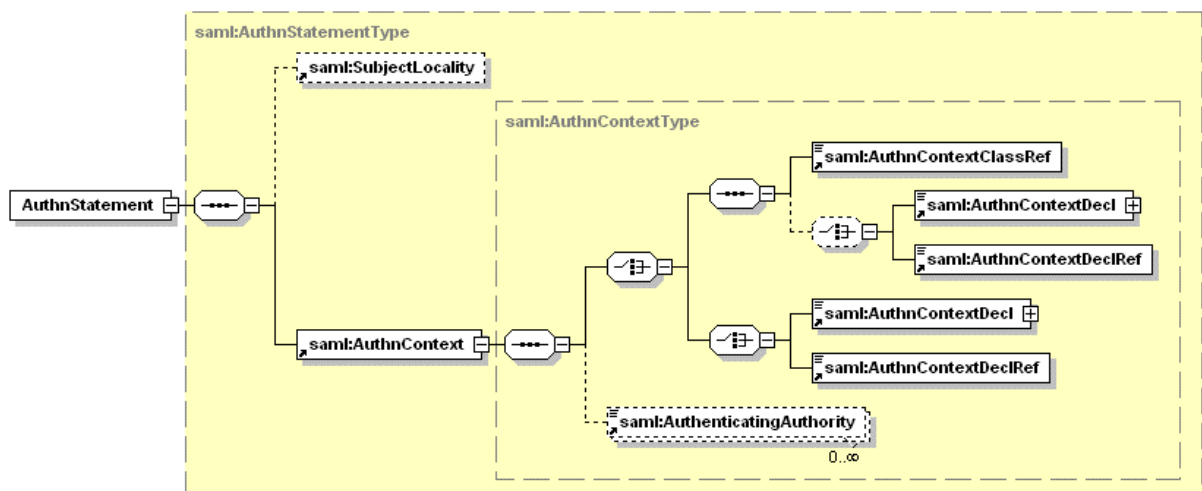 saml:AuthnStatementType
saml:SubjectLocality
saml:AuthnContextType
saml:AuthnContextClassRef
AuthnStatement
saml:AuthnContextDecl
saml:AuthnContextDeclRef
saml:AuthnContextDecl
saml:AuthnContext
saml:AuthnContextDeclRef
saml:AuthenticatingAuthority
0..∞